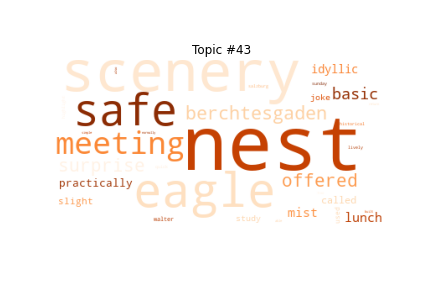 Topic #43
scenery
idyllic
safe
joke basic
berchtesgaden
meeting
nest
surprise
practically
eagle
offered
slight
mist
called
walter
study
lunch
sunday
lively